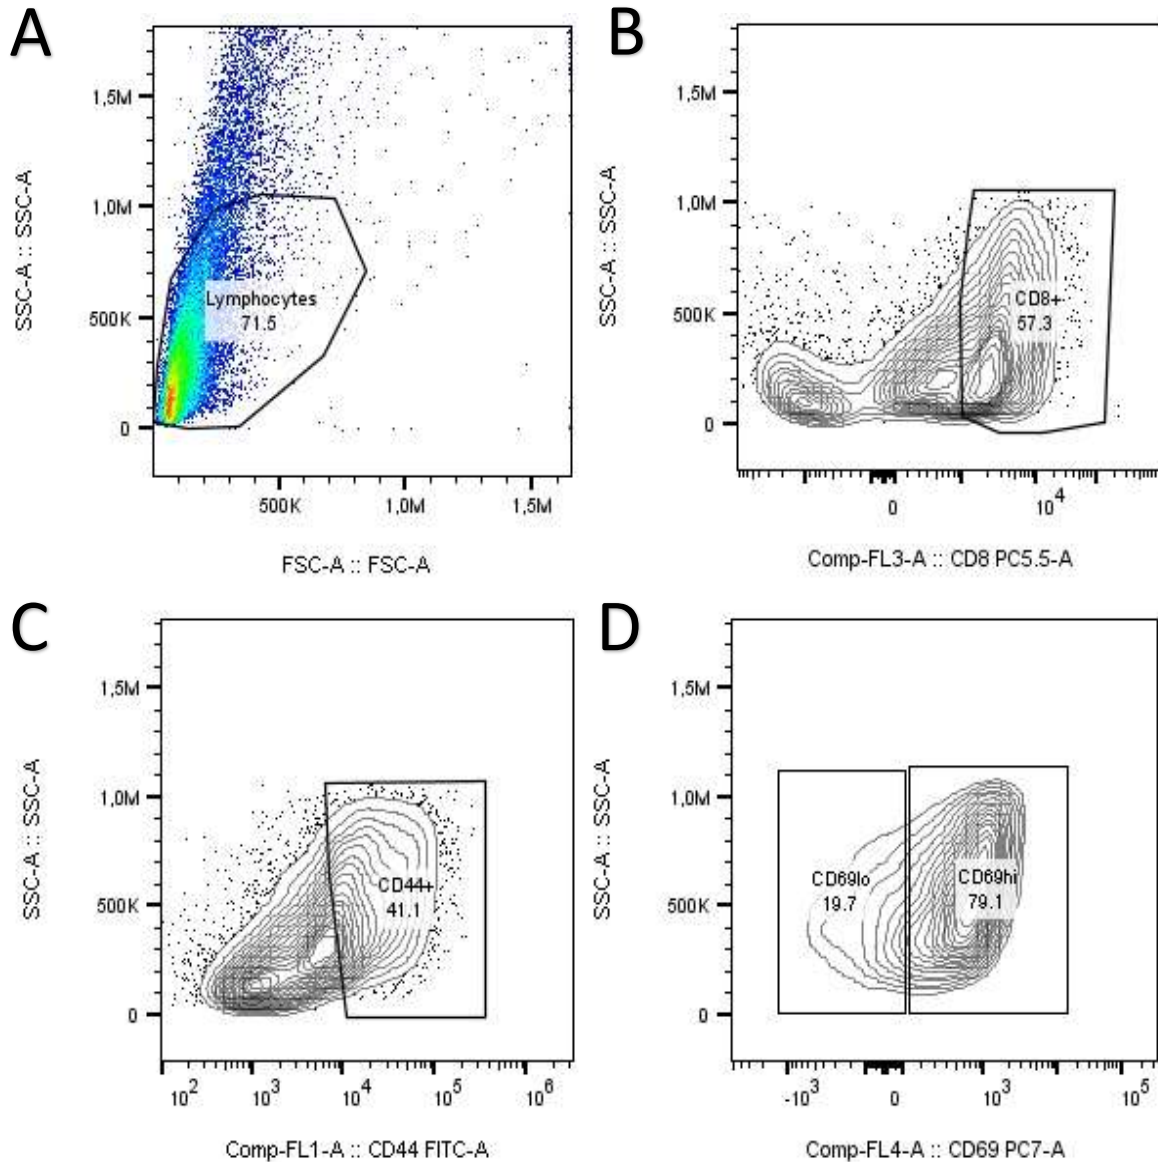 A
SSC-A :: SSC-A
1,5M
1,0M
500K
0
Lymphocytes
71.5
500K
1,0M
1,5M
FSC-A :: FSC-A
B
SSC-A :: SSC-A
1,5M
1,0M
500K
0
CD8+
57.3
0
10^4
Comp-FL3-A :: CD8 PC5.5-A
C
SSC-A :: SSC-A
1,5M
1,0M
500K
0
CD44+
41.1
10^2
10^3
10^4
10^5
10^6
Comp-FL1-A :: CD44 FITC-A
D
SSC-A :: SSC-A
1,5M
1,0M
500K
0
CD69lo
19.7
CD69hi
79.1
-10^3
0
10^3
10^5
Comp-FL4-A :: CD69 PC7-A